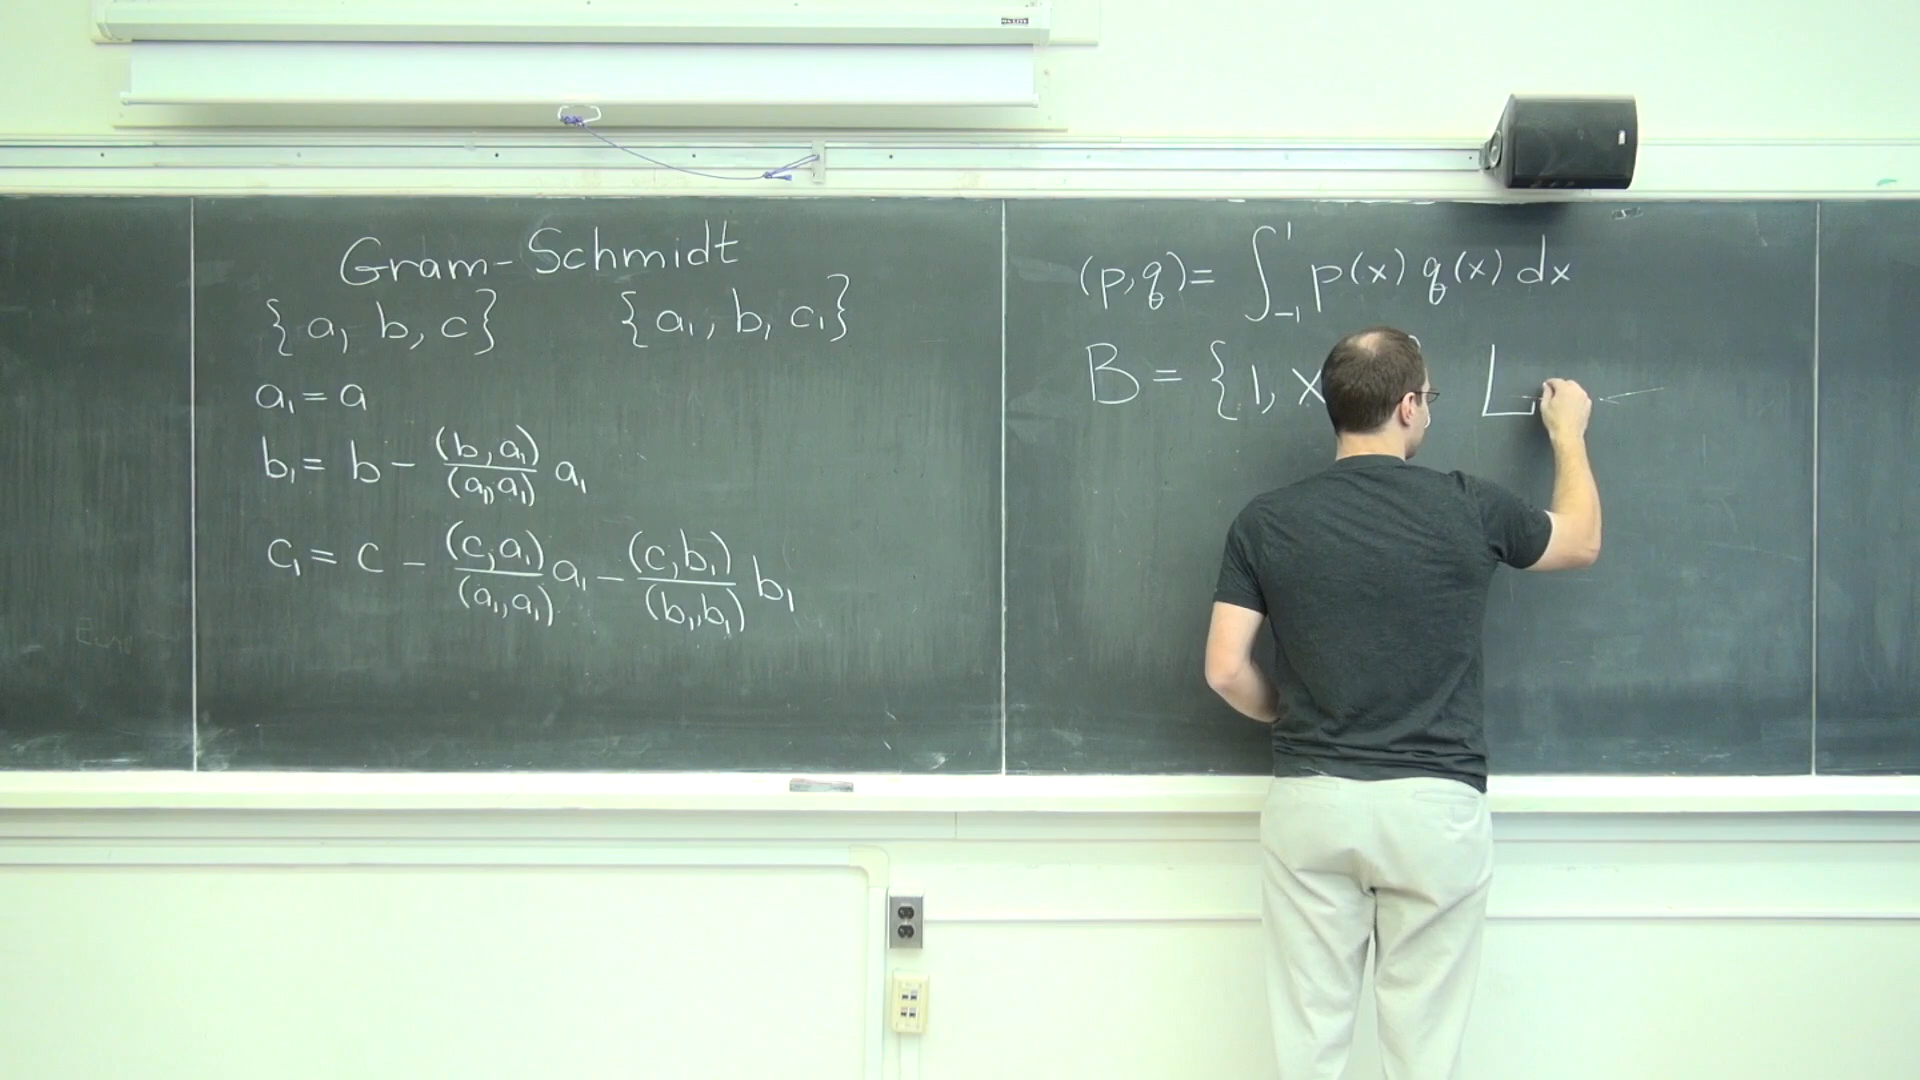 Gram-Schmidt
{a, b, c} {a₁, b₁, c₁}
a₁ = a
b₁ = b - (b, a₁)/(a₁, a₁) a₁
c₁ = c - (c, a₁)/(a₁, a₁) a₁ - (c, b₁)/(b₁, b₁) b₁
(p, q) = ∫₋₁¹ p(x) q(x) dx
B = {1, x L